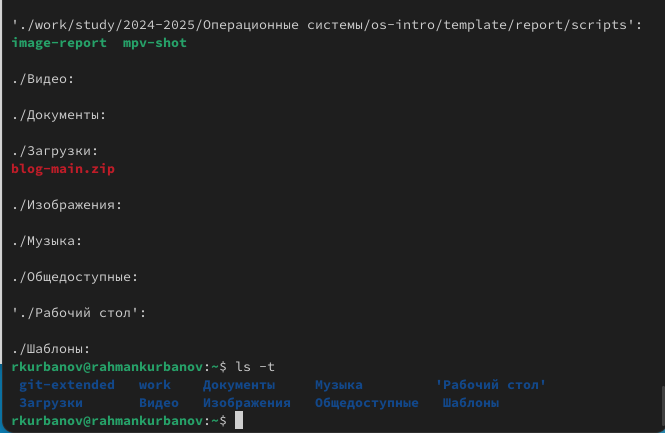 './work/study/2024-2025/Операционные системы/os-intro/template/report/scripts':
image-report  mpv-shot
./Видео:
./Документы:
./Загрузки:
blog-main.zip
./Изображения:
./Музыка:
./Общедоступные:
'./Рабочий стол':
./Шаблоны:
rkurbanov@rahmankurbanov:~$ ls -t
git-extended   work    Документы     Музыка         'Рабочий стол'
Загрузки       Видео   Изображения   Общедоступные   Шаблоны
rkurbanov@rahmankurbanov:~$